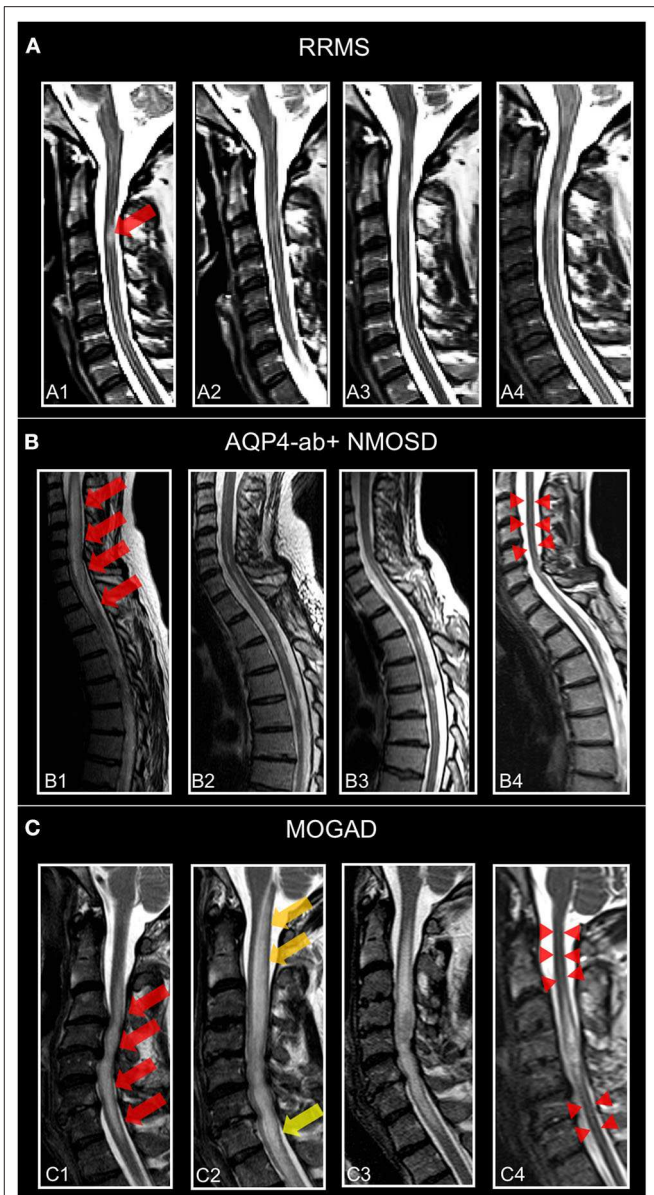 A
RRMS
A1 A2 A3 A4
B
AQP4-ab+ NMOSD
B1 B2 B3 B4
C
MOGAD
C1 C2 C3 C4